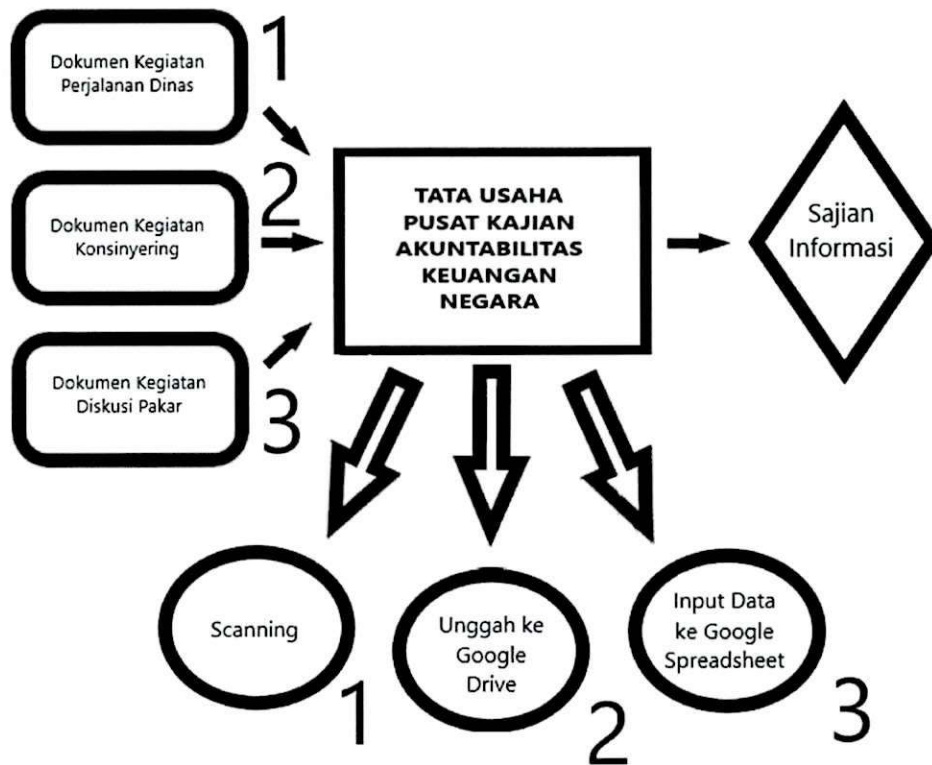 Dokumen Kegiatan
Perjalanan Dinas
1
Dokumen Kegiatan
Konsinyering
2
Dokumen Kegiatan
Diskusi Pakar
3
TATA USAHA
PUSAT KAJIAN
AKUNTABILITAS
KEUANGAN
NEGARA
Sajian
Informasi
Scanning
1
Unggah ke
Google
Drive
2
Input Data
ke Google
Spreadsheet
3